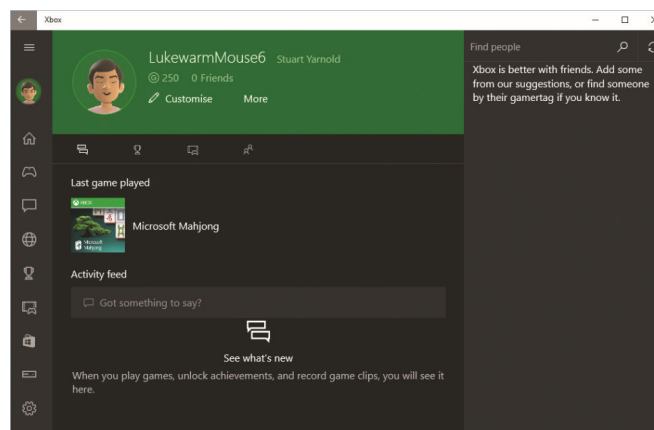 Xbox
LukewarmMouse6 Stuart Yarnold
G 250 0 Friends
Customise More
Last game played
XBOX
Microsoft
Mahjong
Microsoft Mahjong
Activity feed
Got something to say?
See what's new
When you play games, unlock achievements, and record game clips, you will see it
here.
Find people
Xbox is better with friends. Add some
from our suggestions, or find someone
by their gamertag if you know it.